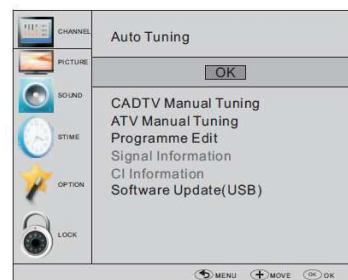 CHANNEL
PICTURE
SOUND
STIME
OPTION
LOCK
Auto Tuning
OK
CADTV Manual Tuning
ATV Manual Tuning
Programme Edit
Signal Information
CI Information
Software Update(USB)
MENU MOVE OK OK